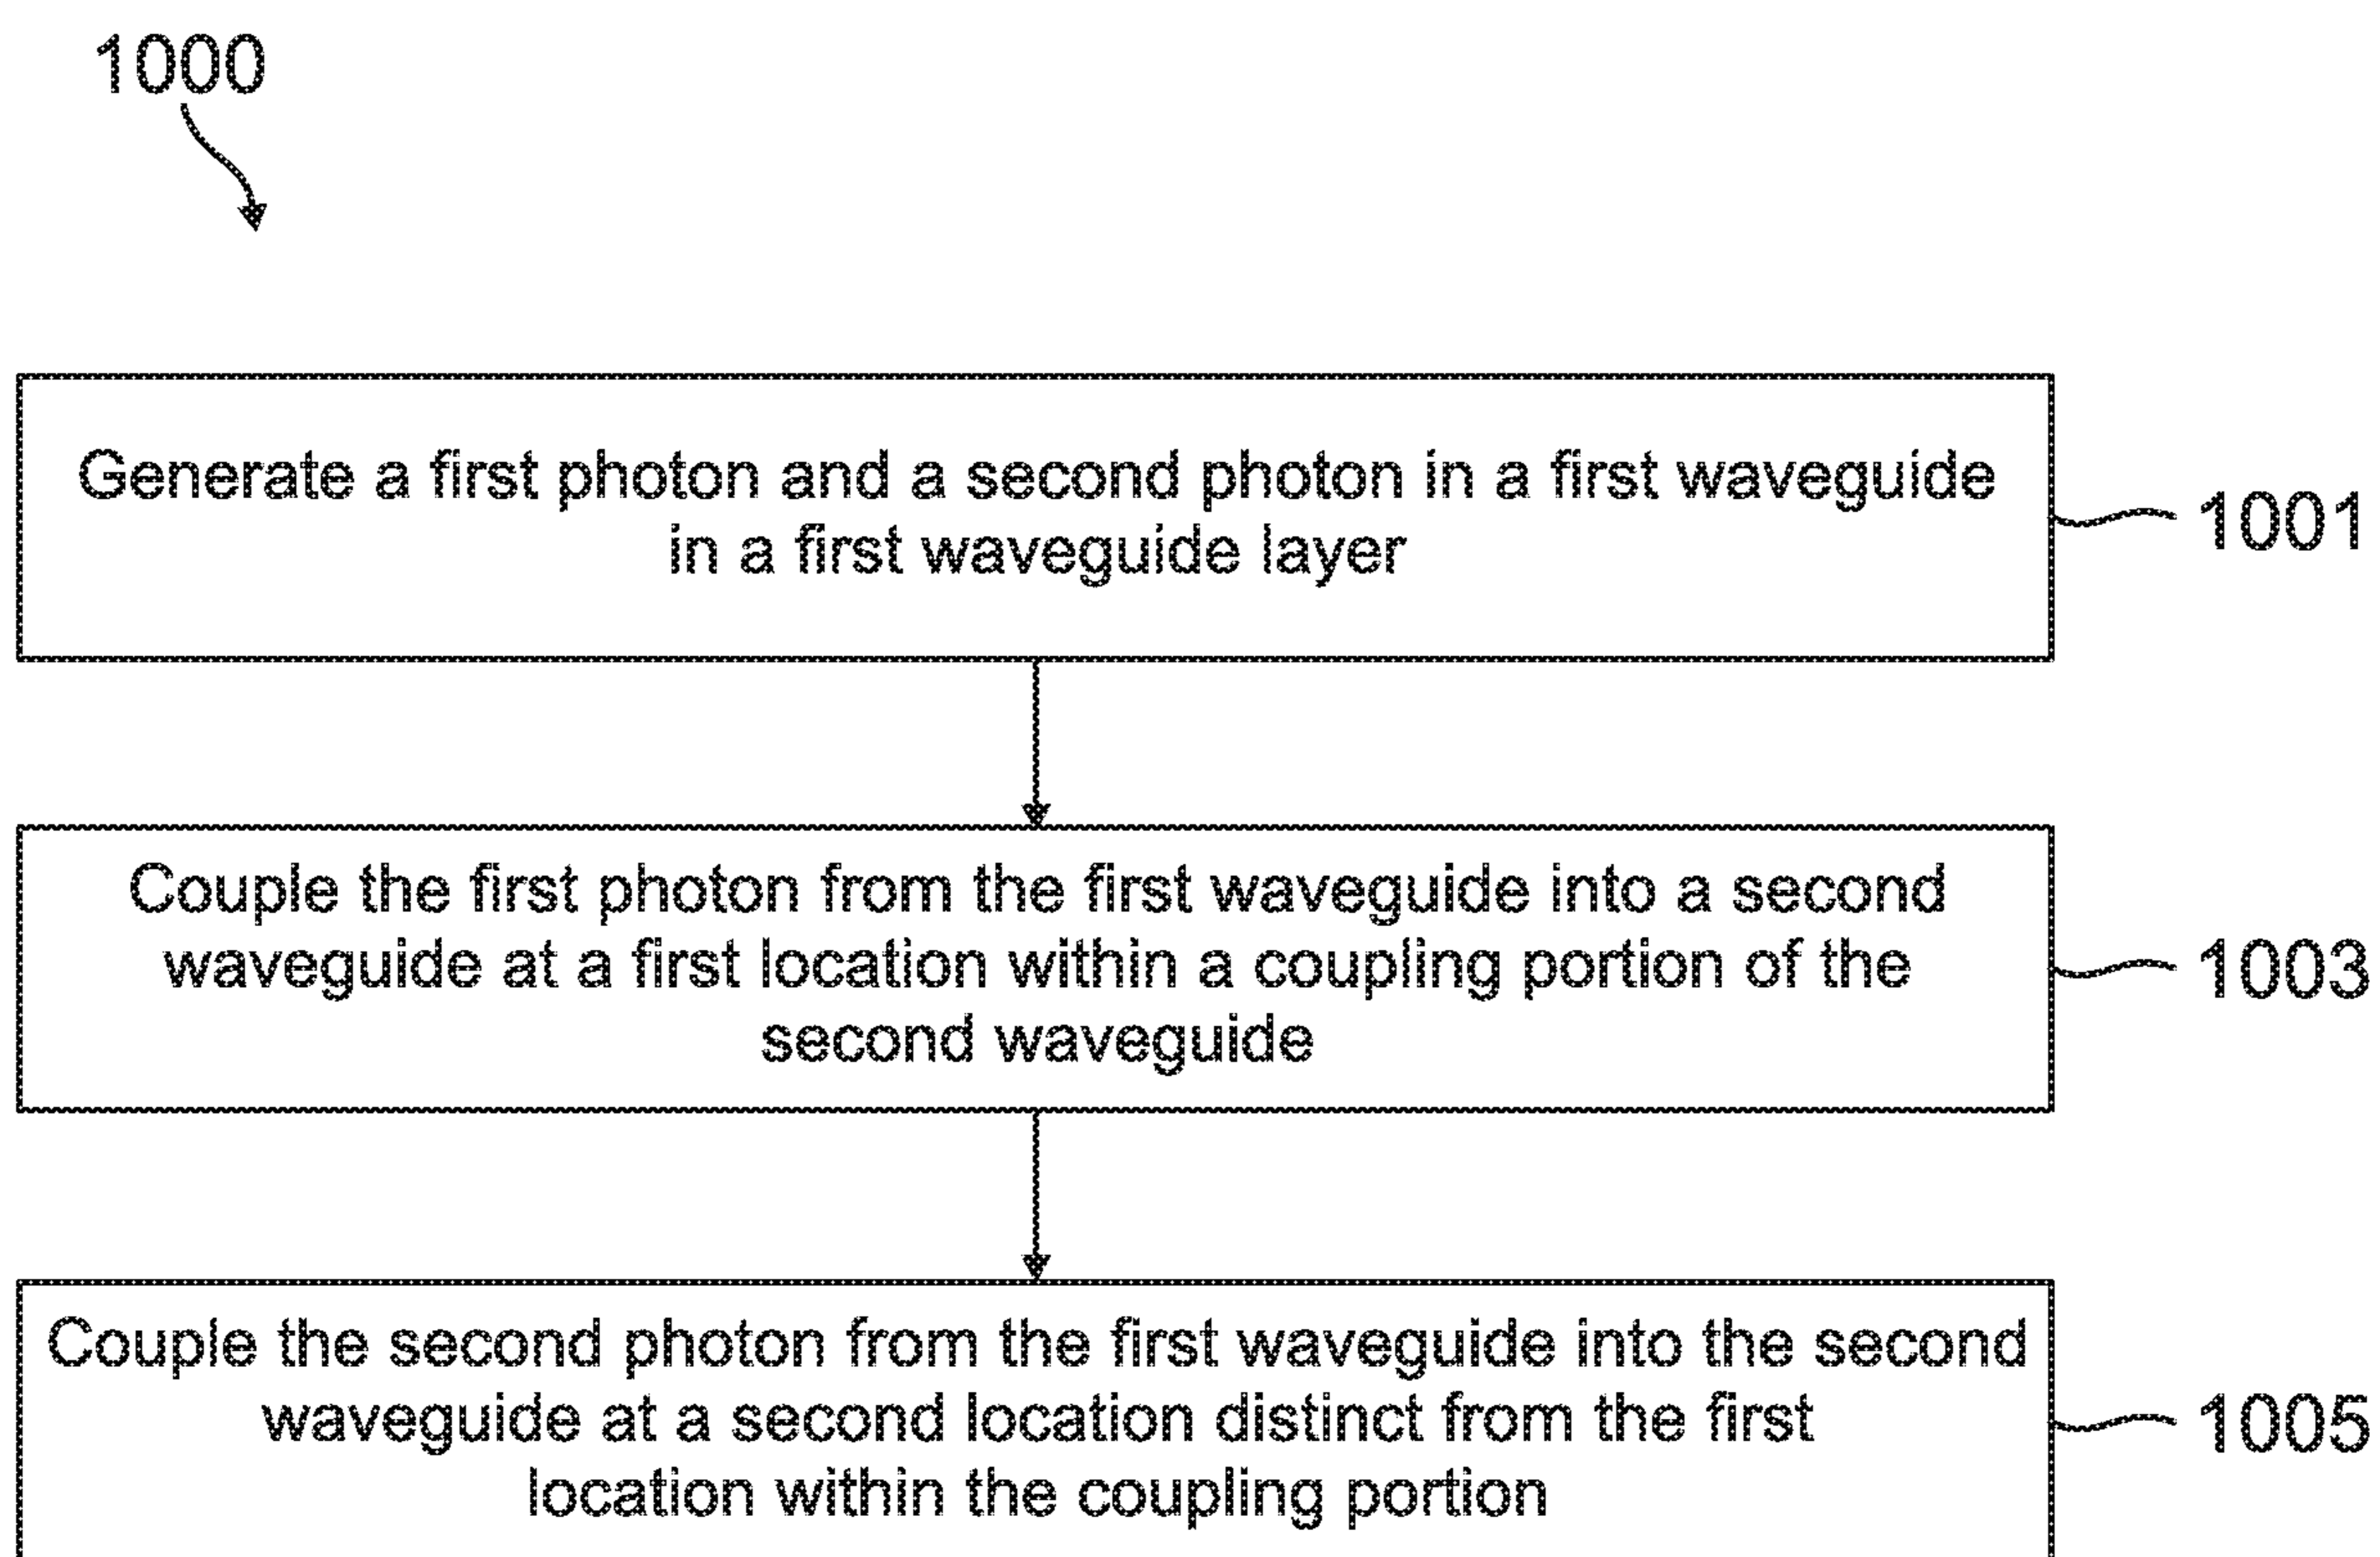 1000
Generate a first photon and a second photon in a first waveguide
in a first waveguide layer
1001
Couple the first photon from the first waveguide into a second
waveguide at a first location within a coupling portion of the
second waveguide
1003
Couple the second photon from the first waveguide into the second
waveguide at a second location distinct from the first
location within the coupling portion
1005